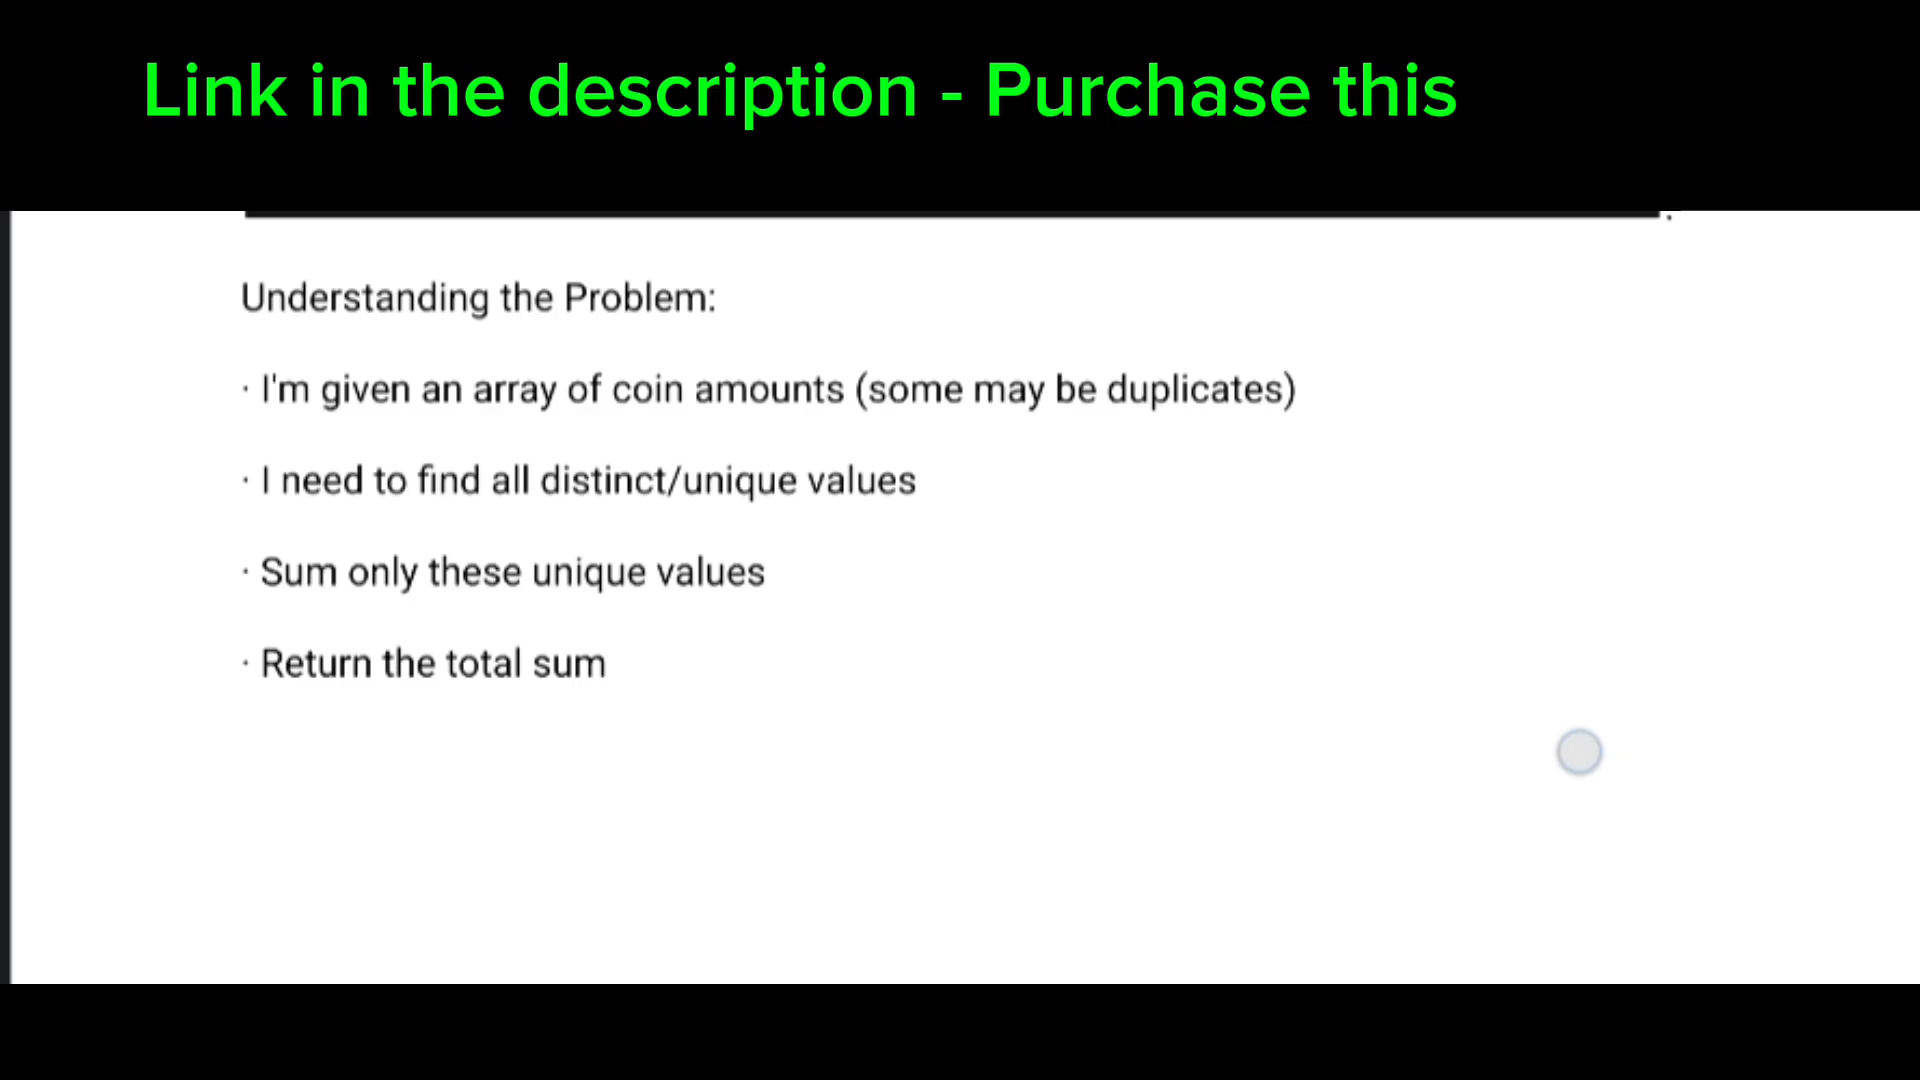 Link in the description - Purchase this
Understanding the Problem:
· I'm given an array of coin amounts (some may be duplicates)
· I need to find all distinct/unique values
· Sum only these unique values
· Return the total sum